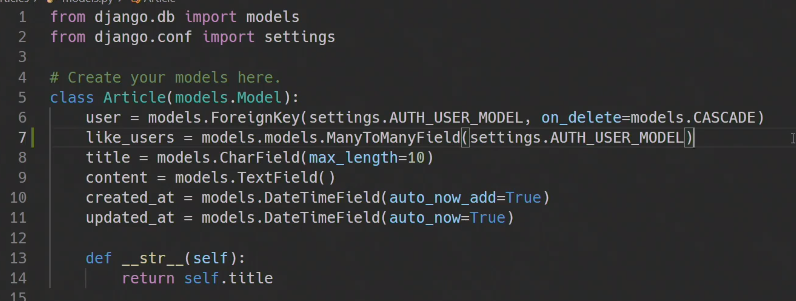 models.py
Article
1 from django.db import models
2 from django.conf import settings
3
4 # Create your models here.
5 class Article(models.Model):
6     user = models.ForeignKey(settings.AUTH_USER_MODEL, on_delete=models.CASCADE)
7     like_users = models.models.ManyToManyField(settings.AUTH_USER_MODEL)
8     title = models.CharField(max_length=10)
9     content = models.TextField()
10     created_at = models.DateTimeField(auto_now_add=True)
11     updated_at = models.DateTimeField(auto_now=True)
12
13     def __str__(self):
14         return self.title
15